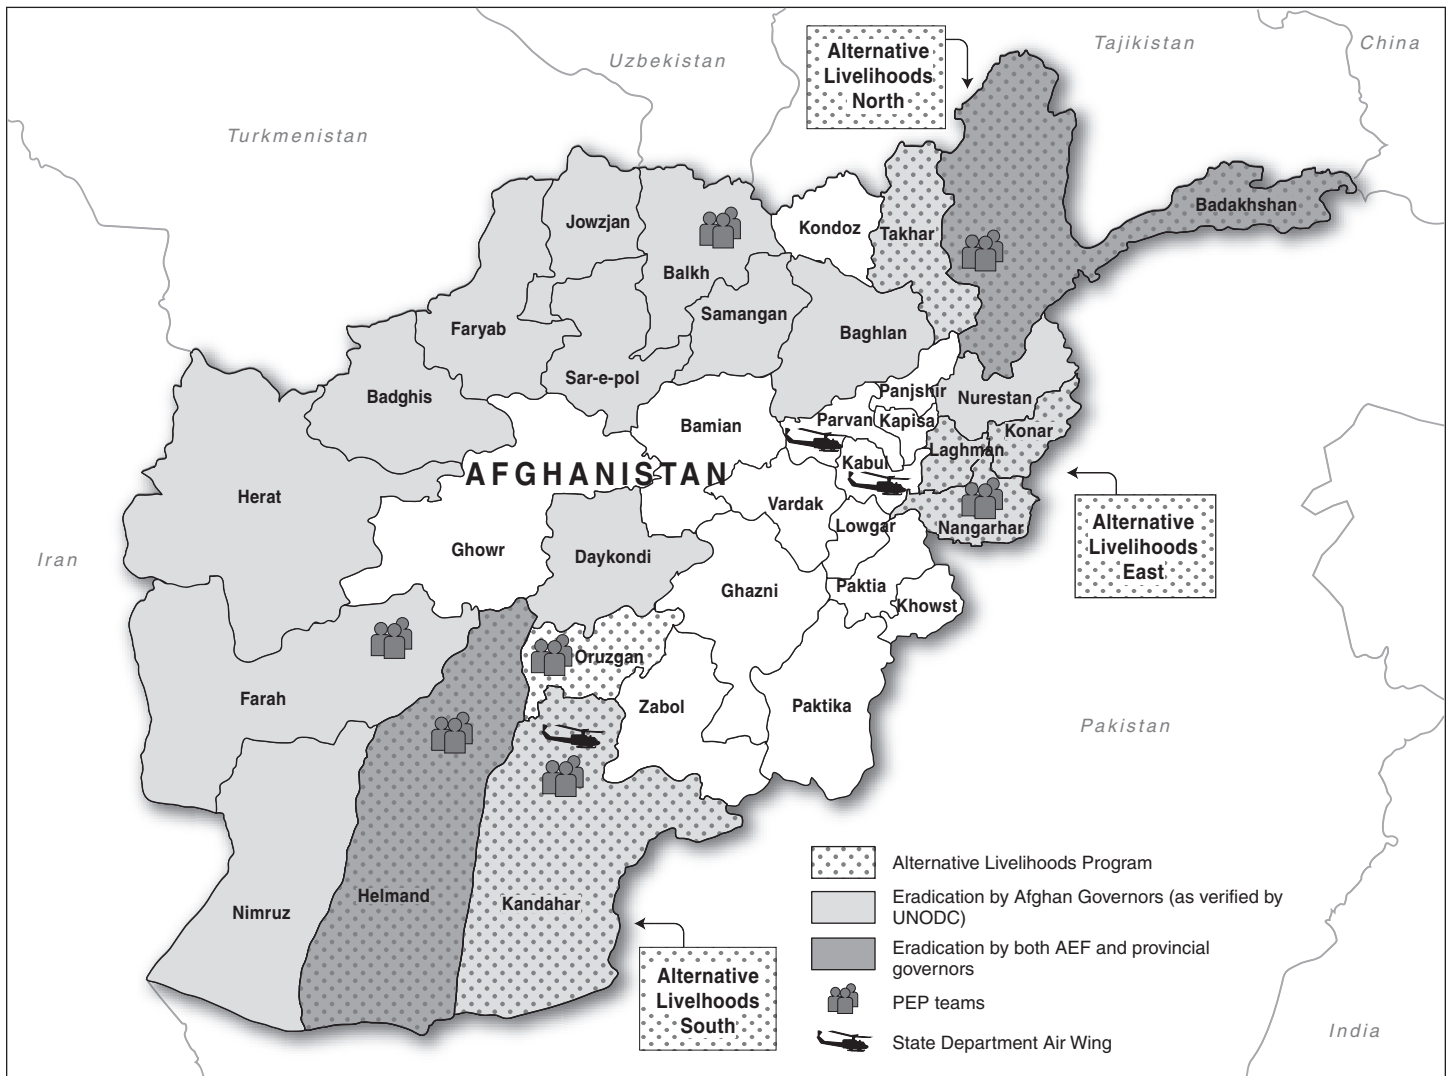 Alternative
Livelihoods
North
Tajikistan
China
Uzbekistan
Turkmenistan
Badakhshan
Jowzjan
Kondoz
Takhar
Balkh
Samangan
Faryab
Baghlan
Sar-e-pol
Panjshir
Badghis
Nurestan
Bamian
Parvan
Kapisa
Konar
Laghman
Kabul
AFGHANISTAN
Herat
Vardak
Lowgar
Nangarhar
Alternative
Livelihoods
East
Iran
Ghowr
Daykondi
Ghazni
Paktia
Khowst
Oruzgan
Farah
Zabol
Paktika
Pakistan
Helmand
Kandahar
Nimruz
Alternative
Livelhoods
South
Alternative Livelihoods Program
Eradication by Afghan Governors (as verified by
UNODC)
Eradication by both AEF and provincial
governors
PEP teams
State Department Air Wing
India